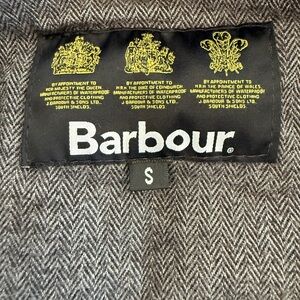 BY APPOINTMENT TO
H.M. MAJESTY THE QUEEN
MANUFACTURERS OF WATERPROOF
AND PROTECTIVE CLOTHING
J.BARBOUR & SONS LTD.
SOUTH SHIELDS.
BY APPOINTMENT TO
H.R.H. THE DUKE OF EDINBURGH
MANUFACTURERS OF WATERPROOF
AND PROTECTIVE CLOTHING
J.BARBOUR & SONS LTD.
SOUTH SHIELDS
BY APPOINTMENT TO
H.R.H. THE PRINCE OF WALES
MANUFACTURERS OF WATERPROOF
AND PROTECTIVE CLOTHING
J.BARBOUR & SONS LTD.
SOUTH SHIELDS.
Barbour®
S